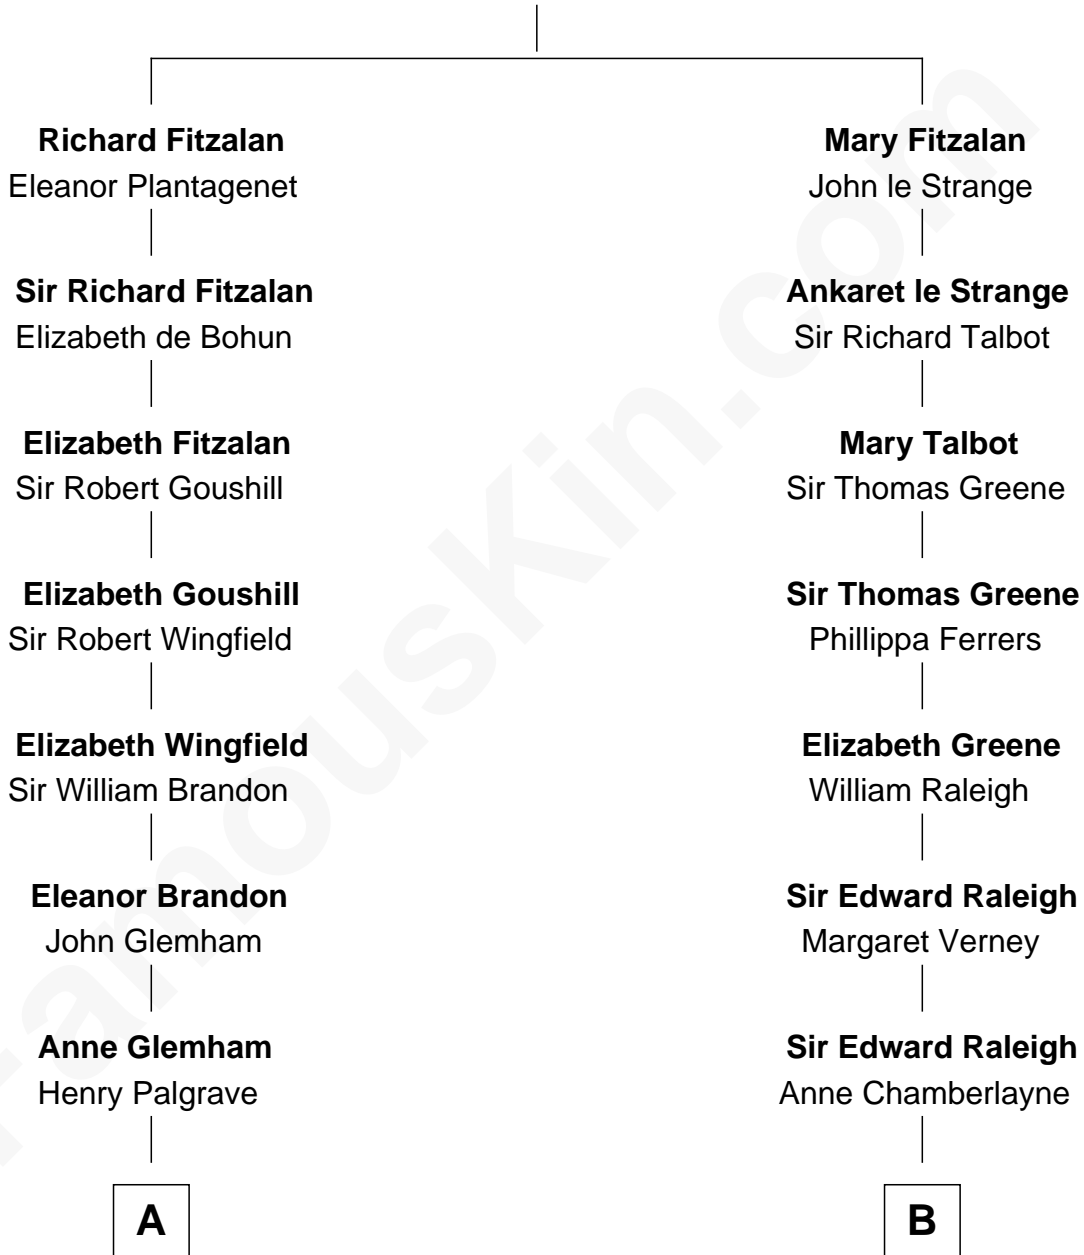 Richard Fitzalan
Eleanor Plantagenet
Sir Richard Fitzalan
Elizabeth de Bohun
Elizabeth Fitzalan
Sir Robert Goushill
Elizabeth Goushill
Sir Robert Wingfield
Elizabeth Wingfield
Sir William Brandon
Eleanor Brandon
John Glemham
Anne Glemham
Henry Palgrave
A
Mary Fitzalan
John le Strange
Ankaret le Strange
Sir Richard Talbot
Mary Talbot
Sir Thomas Greene
Sir Thomas Greene
Phillippa Ferrers
Elizabeth Greene
William Raleigh
Sir Edward Raleigh
Margaret Verney
Sir Edward Raleigh
Anne Chamberlayne
B
FamousKin.com